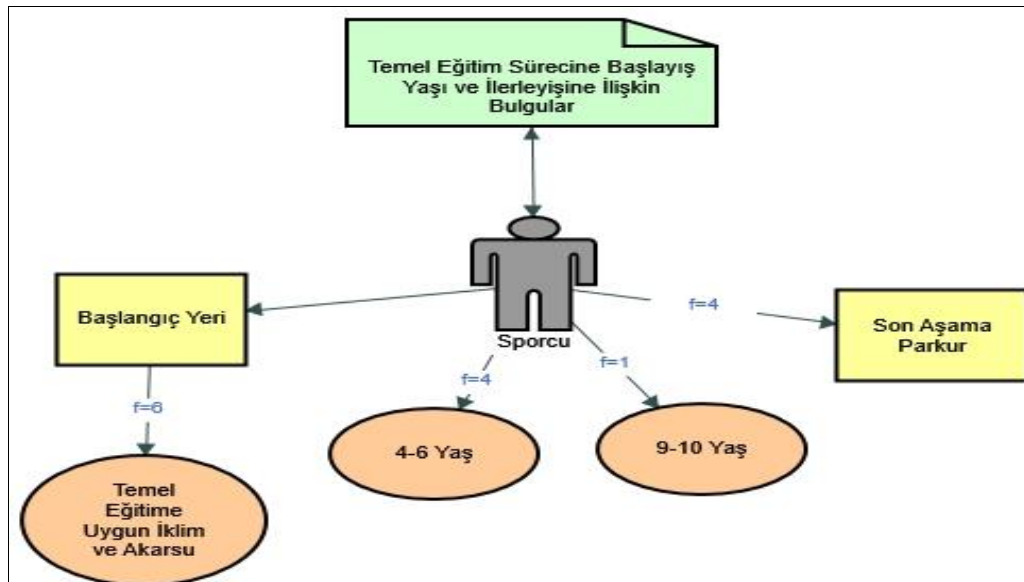 Temel Eğitim Sürecine Başlayış
Yaşı ve İlerleyişine İlişkin
Bulgular
Başlangıç Yeri
Sporcu
f=4
Son Aşama
Parkur
f=6
f=4
f=1
4-6 Yaş
9-10 Yaş
Temel
Eğitime
Uygun İklim
ve Akarsu